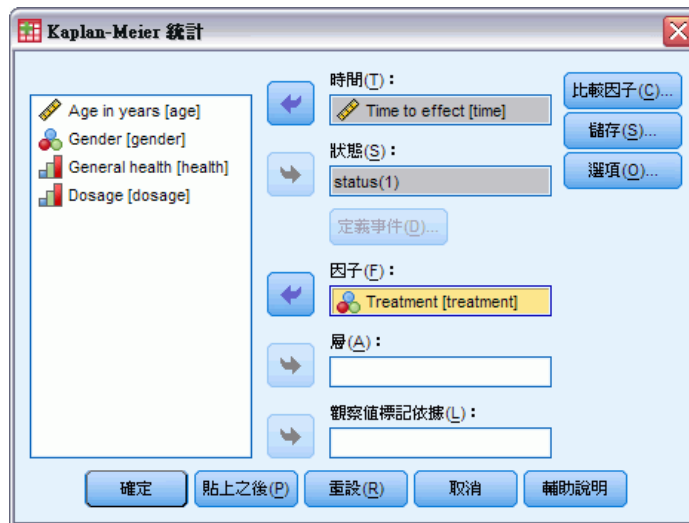 Kaplan-Meier 統計
Age in years [age]
Gender [gender]
General health [health]
Dosage [dosage]
時間(T)：
Time to effect [time]
狀態(S)：
status(1)
定義事件(D)...
因子(F)：
Treatment [treatment]
層(A)：
觀察值標記依據(L)：
比較因子(C)...
儲存(S)...
選項(O)...
確定
貼上之後(P)
重設(R)
取消
輔助說明